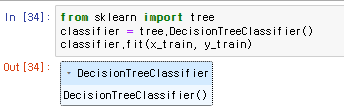 In [34]: from sklearn import tree
classifier = tree.DecisionTreeClassifier()
classifier.fit(x_train, y_train)
Out[34]: - DecisionTreeClassifier
DecisionTreeClassifier()